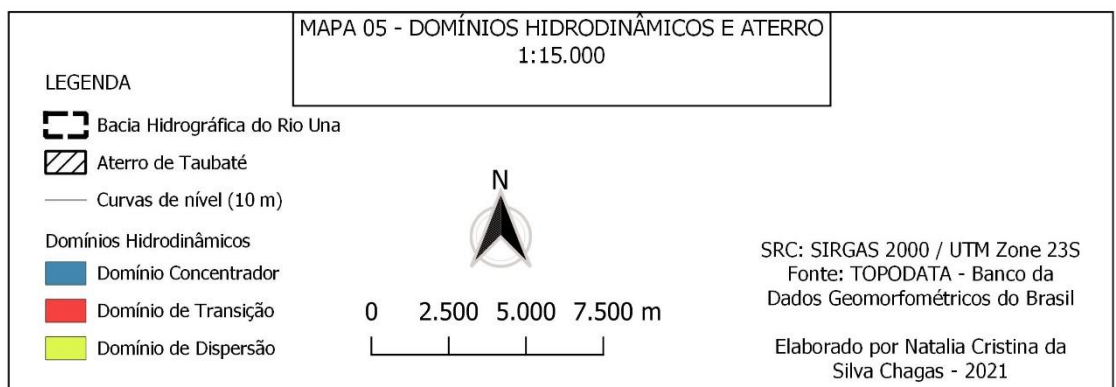 MAPA 05 - DOMÍNIOS HIDRODINÂMICOS E ATERRO
1:15.000
LEGENDA
Bacia Hidrográfica do Rio Una
Aterro de Taubaté
Curvas de nível (10 m)
Domínios Hidrodinâmicos
Domínio Concentrador
Domínio de Transição
Domínio de Dispersão
N
0 2.500 5.000 7.500 m
SRC: SIRGAS 2000 / UTM Zone 23S
Fonte: TOPODATA - Banco da
Dados Geomorfométricos do Brasil
Elaborado por Natalia Cristina da
Silva Chagas - 2021